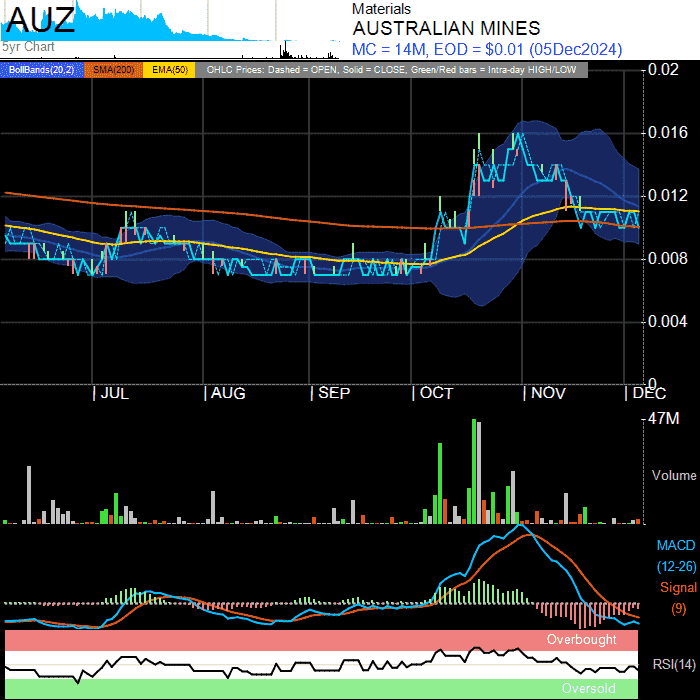 AUZ
5yr Chart
Materials
AUSTRALIAN MINES
MC = 14M, EOD = $0.01 (05Dec2024)
BollBands(20,2) SMA(200) EMA(50) OHLC Prices: Dashed = OPEN, Solid = CLOSE, Green/Red bars = Intra-day HIGH/LOW
0.02
0.016
0.012
0.008
0.004
0
| JUL | AUG | SEP | OCT | NOV | DEC
47M
Volume
MACD
(12-26)
Signal
(9)
Overbought
RSI(14)
Oversold